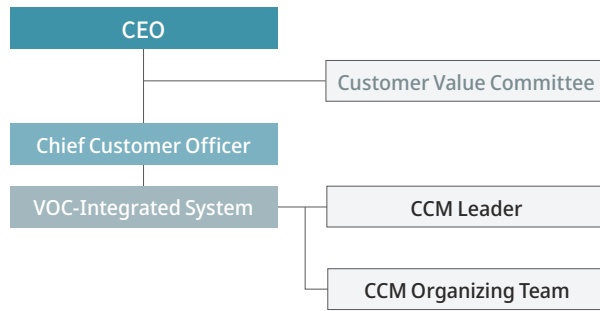 CEO
Customer Value Committee
Chief Customer Officer
VOC-Integrated System
CCM Leader
CCM Organizing Team